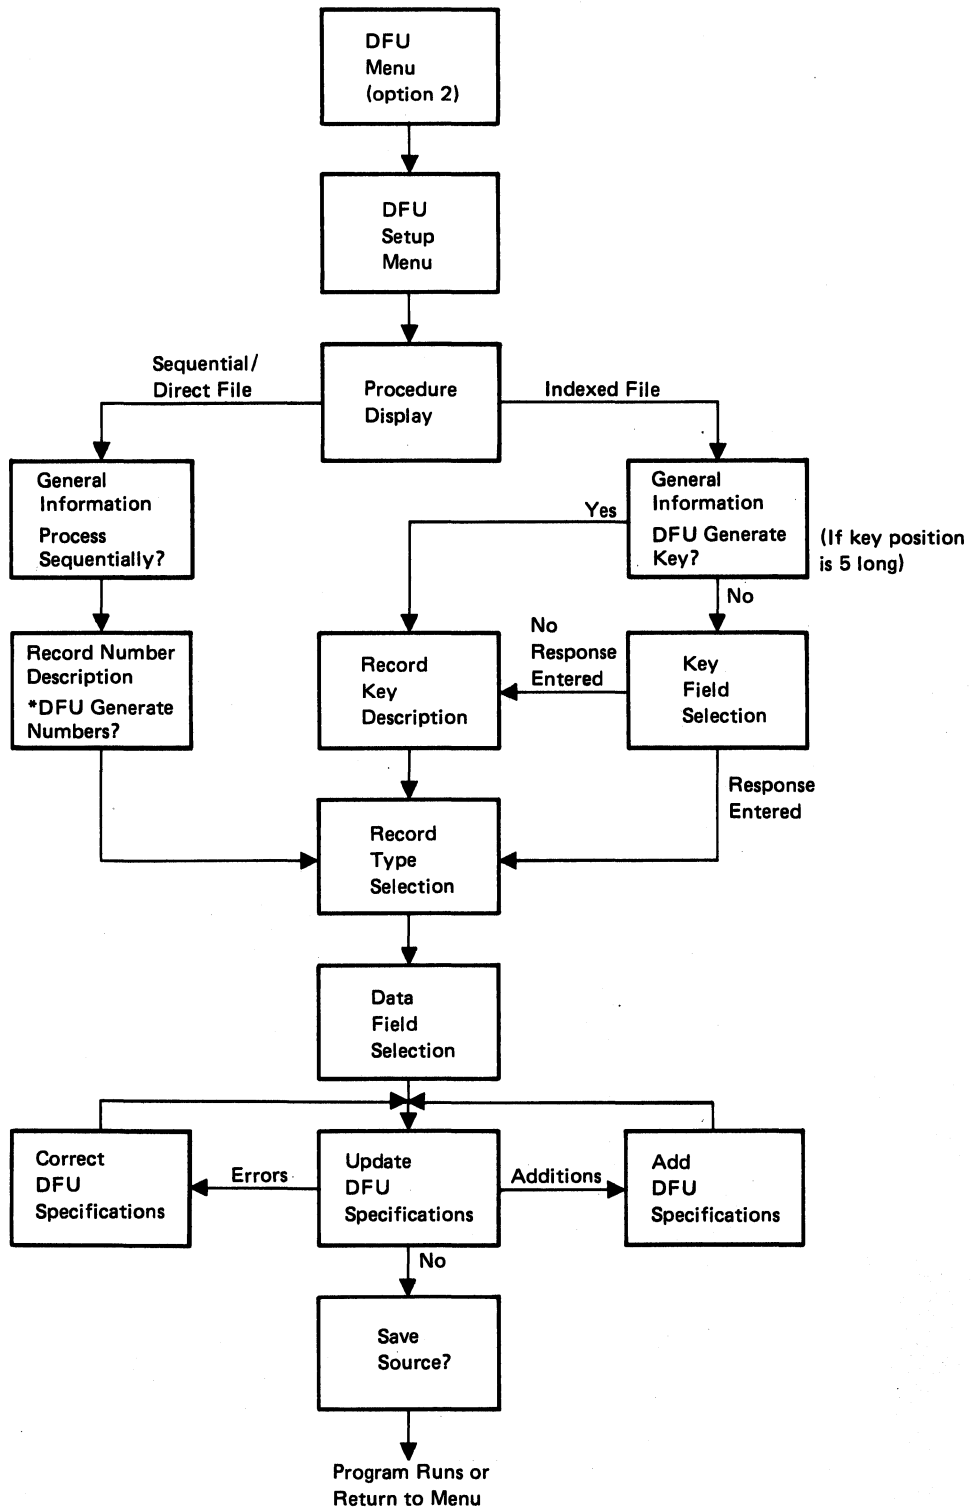 DFU
Menu
(option 2)
DFU
Setup
Menu
Sequential/
Direct File
Procedure
Display
Indexed File
General
Information
Process
Sequentially?
Yes
General
Information
DFU Generate
Key?
(If key position
is 5 long)
No
Record Number
Description
*DFU Generate
Numbers?
Record
Key
Description
No
Response
Entered
Key
Field
Selection
Response
Entered
Record
Type
Selection
Data
Field
Selection
Correct
DFU
Specifications
Errors
Update
DFU
Specifications
Additions
Add
DFU
Specifications
No
Save
Source?
Program Runs or
Return to Menu